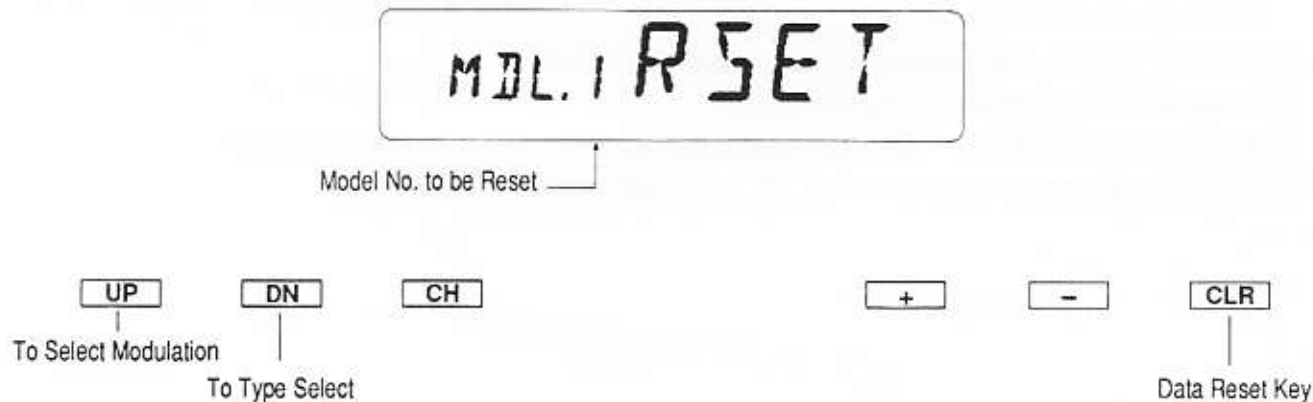 MDL.1 RSET
Model No. to be Reset
UP DN CH + - CLR
To Select Modulation
To Type Select Data Reset Key